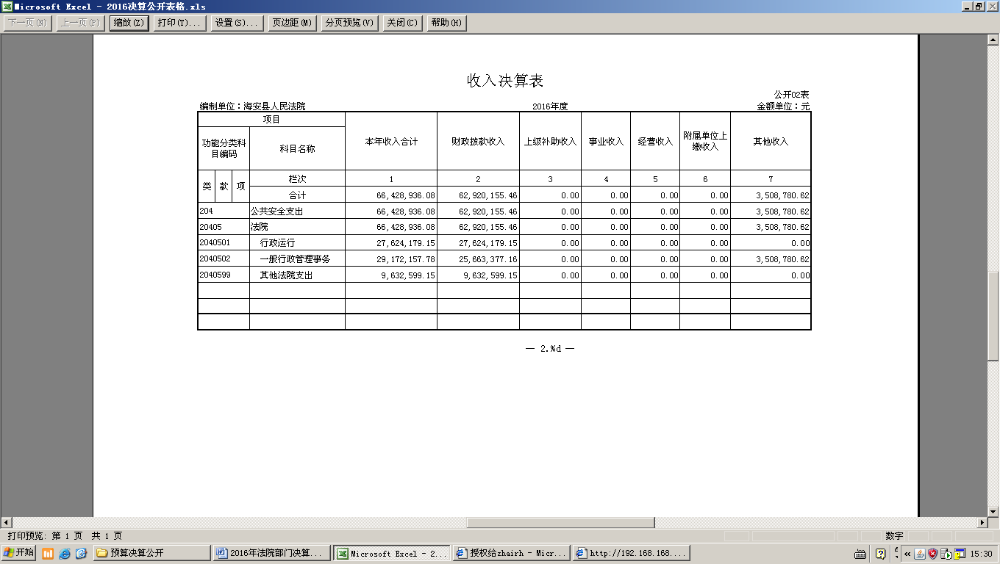 Microsoft Excel - 2016决算公开表格.xls
下一页(N) 上一页(P) 缩放(Z) 打印(T)... 设置(S)... 页边距(M) 分页预览(V) 关闭(C) 帮助(H)
收入决算表
公开02表
编制单位：海安县人民法院 2016年度 金额单位：元
项目 本年收入合计 财政拨款收入 上级补助收入 事业收入 经营收入 附属单位上缴收入 其他收入
功能分类科目编码 科目名称
类 款 项 栏次 1 2 3 4 5 6 7
合计 66,428,936.08 62,920,155.46 0.00 0.00 0.00 0.00 3,508,780.62
204 公共安全支出 66,428,936.08 62,920,155.46 0.00 0.00 0.00 0.00 3,508,780.62
20405 法院 66,428,936.08 62,920,155.46 0.00 0.00 0.00 0.00 3,508,780.62
2040501 行政运行 27,624,179.15 27,624,179.15 0.00 0.00 0.00 0.00 0.00
2040502 一般行政管理事务 29,172,157.78 25,663,377.16 0.00 0.00 0.00 0.00 3,508,780.62
2040599 其他法院支出 9,632,599.15 9,632,599.15 0.00 0.00 0.00 0.00 0.00
— 2.%d —
打印预览: 第 1 页 共 1 页 数字
开始 预算决算公开 2016年法院部门决算... Microsoft Excel - 2... 授权给zhairh - Micr... http://192.168.168.... « 15:30